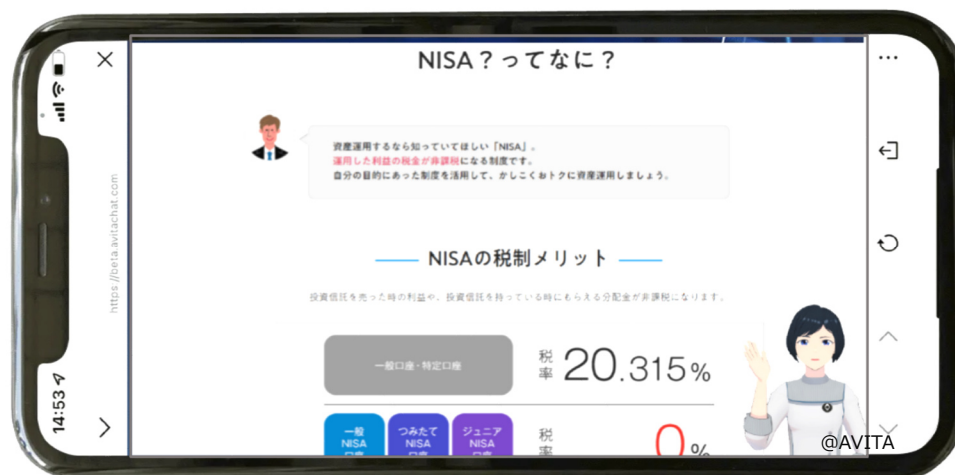 NISA？ってなに？
資産運用するなら知っていてほしい「NISA」。
運用した利益の税金が非課税になる制度です。
自分の目的にあった制度を活用して、かしこくおトクに資産運用しましょう。
NISAの税制メリット
投資信託を売った時の利益や、投資信託を持っている時にもらえる分配金が非課税になります。
一般口座・特定口座
税率
20.315%
一般
NISA
口座
つみたて
NISA
口座
ジュニア
NISA
口座
税率
0%
@AVITA
https://beta.avitachat.com
14:53